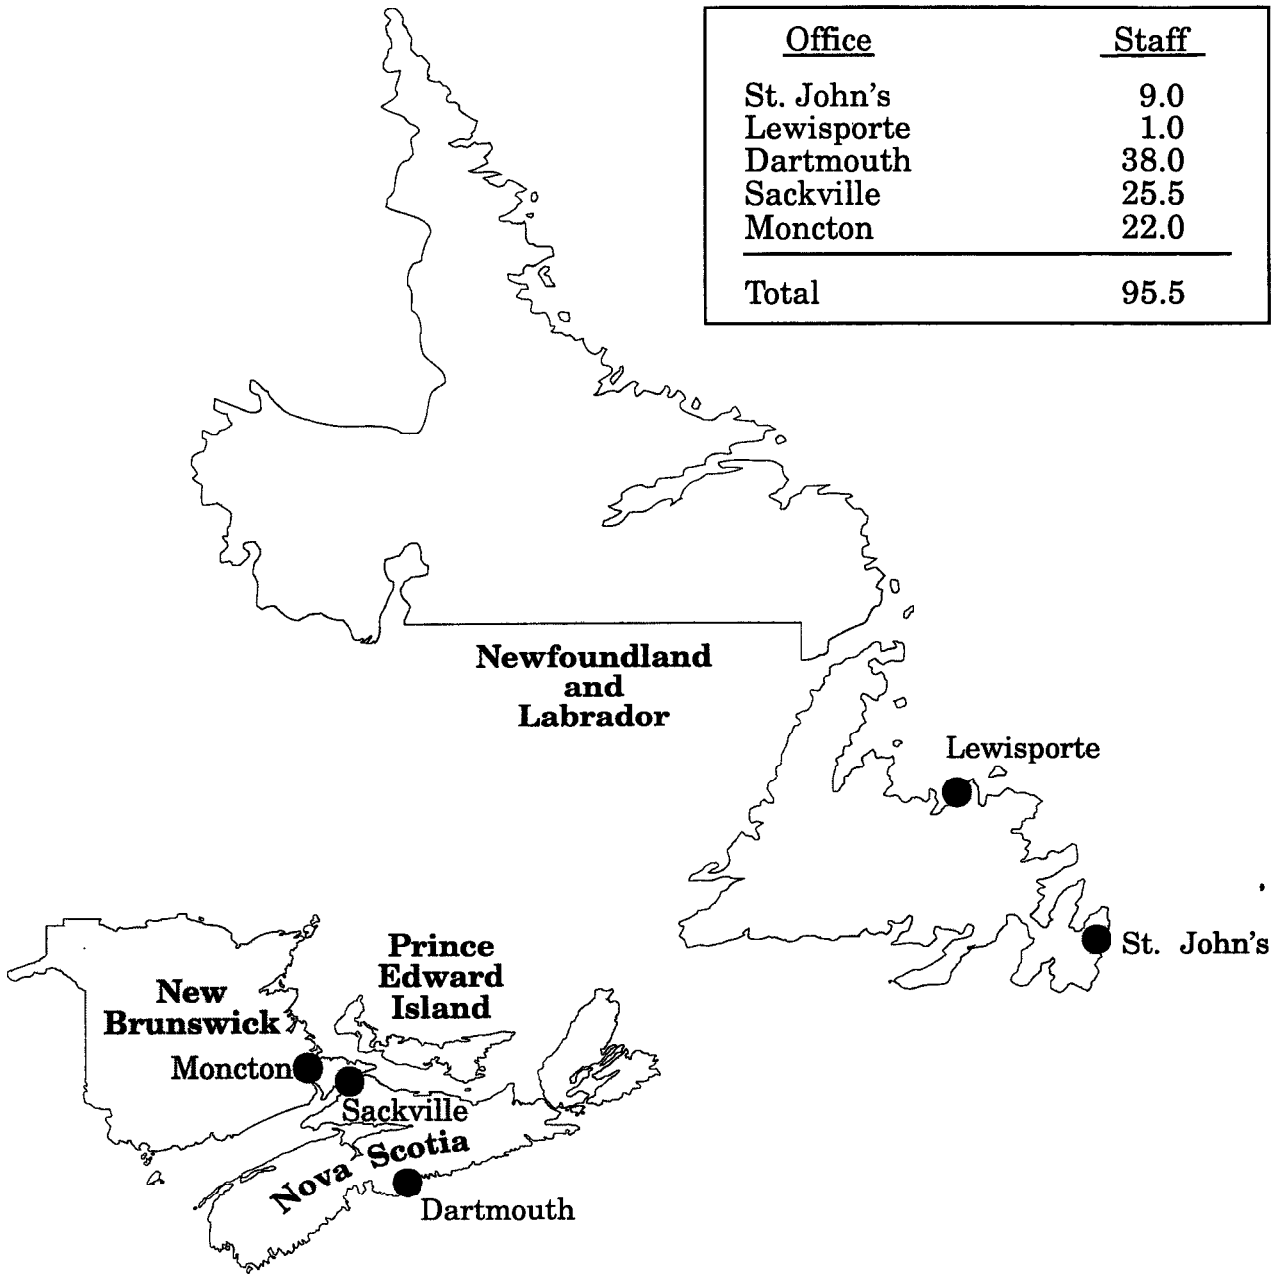 Office Staff
St. John's 9.0
Lewisporte 1.0
Dartmouth 38.0
Sackville 25.5
Moncton 22.0
Total 95.5
Newfoundland
and
Labrador
Lewisporte
St. John's
Prince
Edward
Island
New
Brunswick
Moncton
Sackville
Nova Scotia
Dartmouth